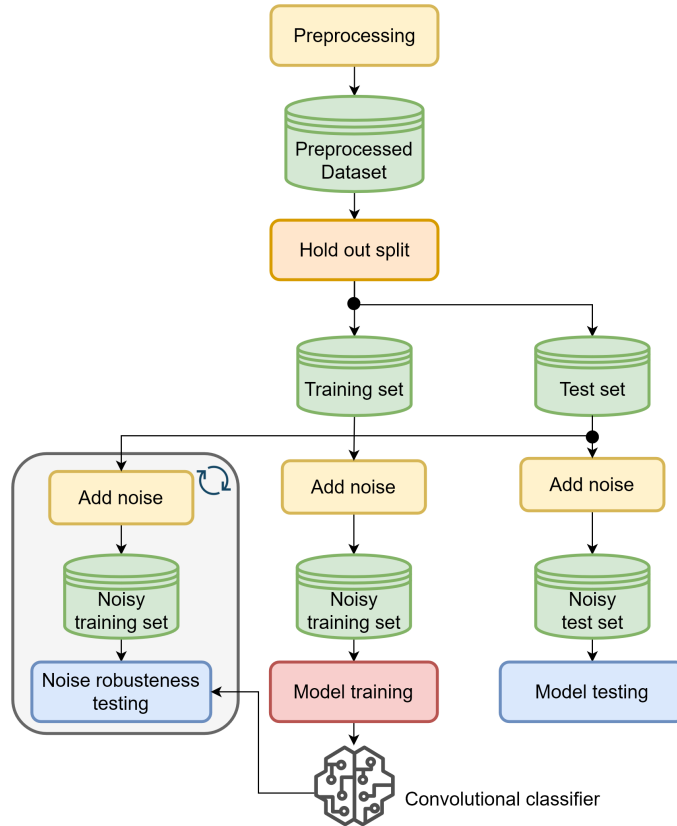 Preprocessing
Preprocessed
Dataset
Hold out split
Training set
Test set
Add noise
Add noise
Add noise
Noisy
training set
Noisy
training set
Noisy
test set
Noise robusteness
testing
Model training
Model testing
Convolutional classifier